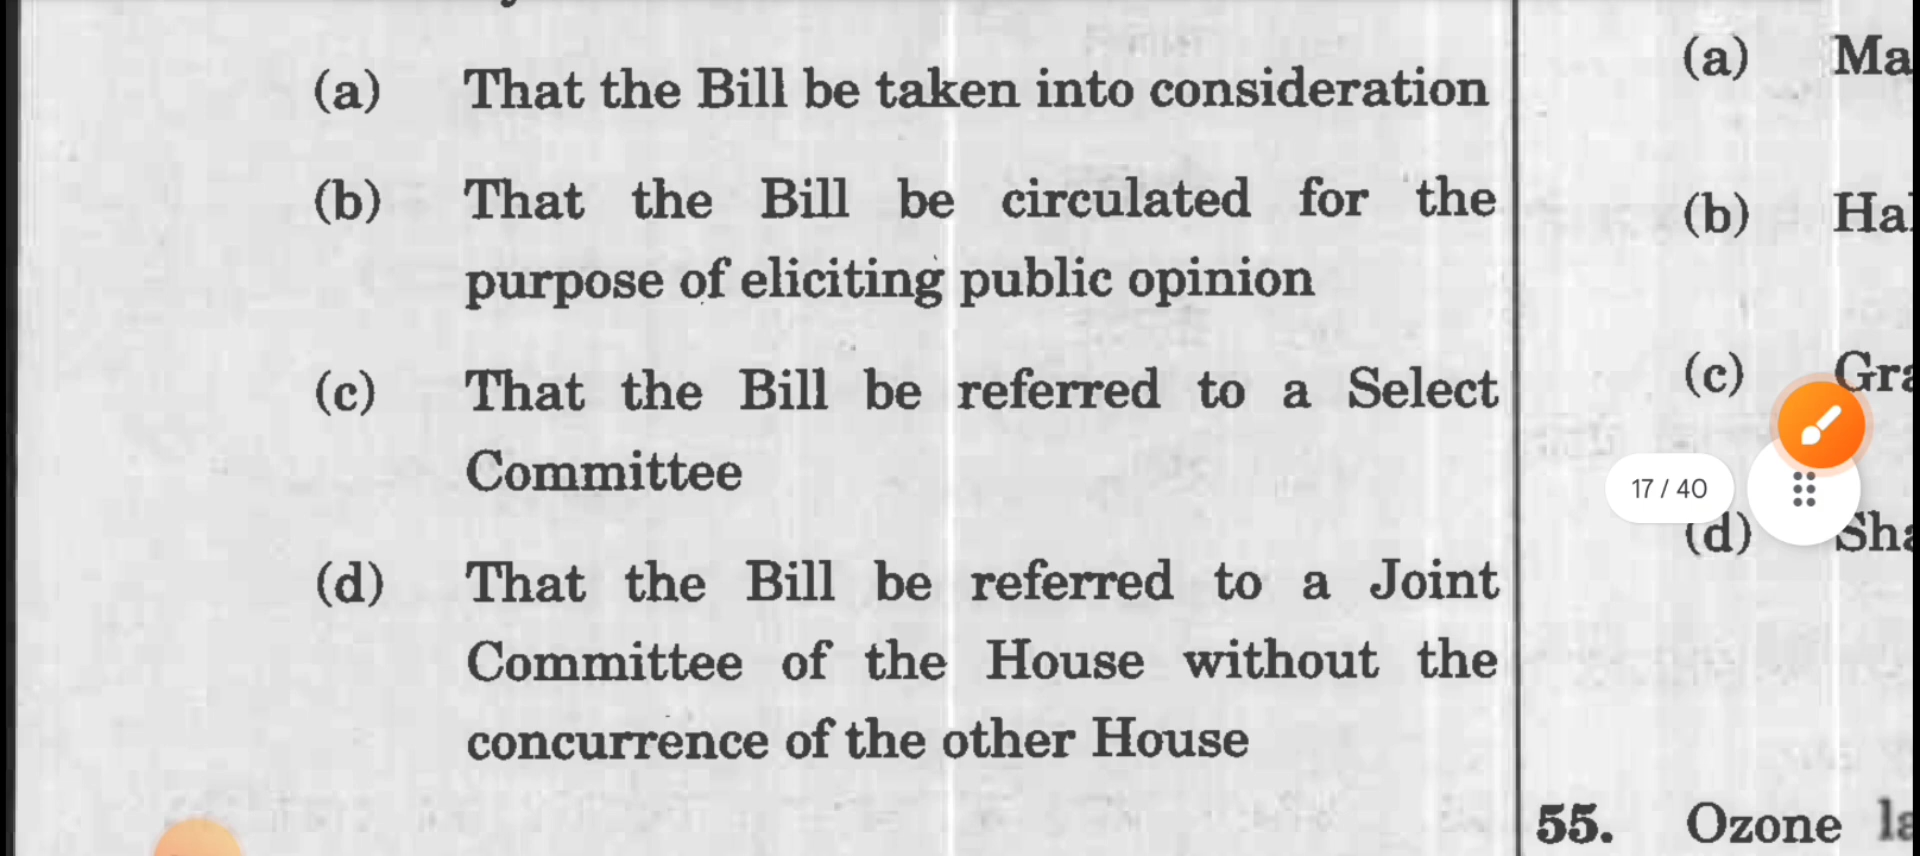 (a) That the Bill be taken into consideration
(b) That the Bill be circulated for the
purpose of eliciting public opinion
(c) That the Bill be referred to a Select
Committee
(d) That the Bill be referred to a Joint
Committee of the House without the
concurrence of the other House
(a)
(b)
(c)
17 / 40
(d)
55. Ozone